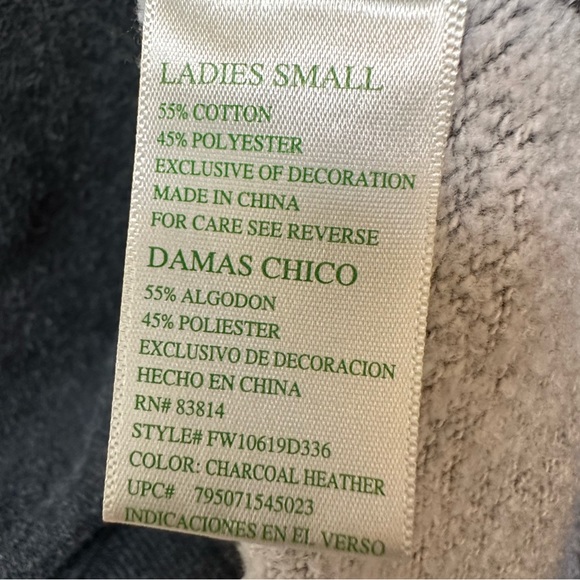 LADIES SMALL
55% COTTON
45% POLYESTER
EXCLUSIVE OF DECORATION
MADE IN CHINA
FOR CARE SEE REVERSE
DAMAS CHICO
55% ALGODON
45% POLIESTER
EXCLUSIVO DE DECORACION
HECHO EN CHINA
RN# 83814
STYLE# FW10619D336
COLOR: CHARCOAL HEATHER
UPC# 795071545023
INDICACIONES EN EL VERSO